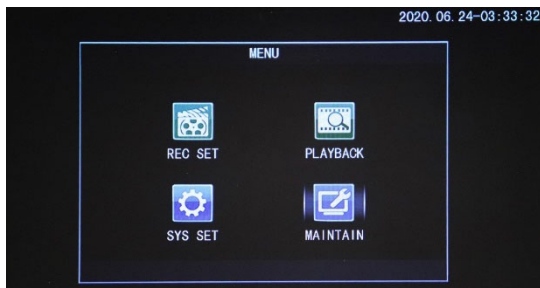 2020.06.24-03:33:32
MENU
REC SET
PLAYBACK
SYS SET
MAINTAIN